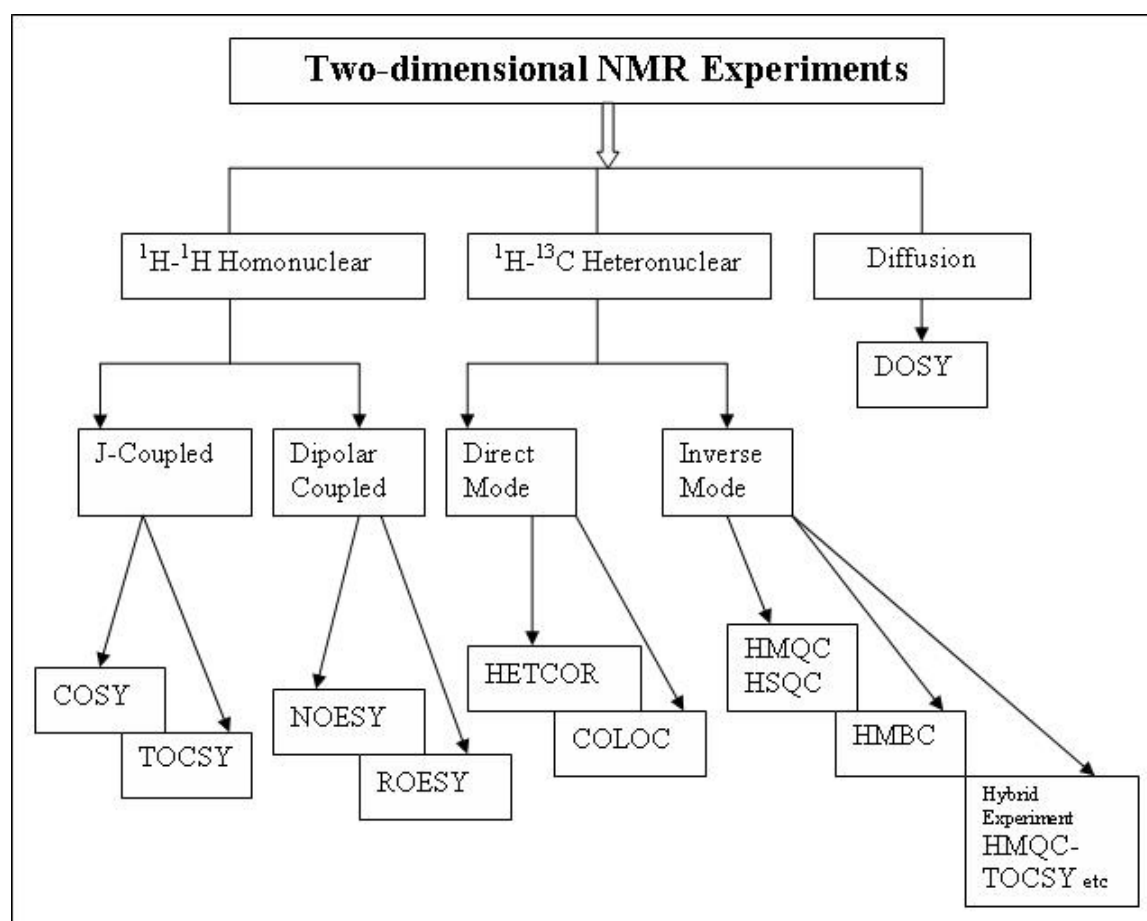 Two-dimensional NMR Experiments
¹H-¹H Homonuclear
¹H-¹³C Heteronuclear
Diffusion
DOSY
J-Coupled
Dipolar
Coupled
Direct
Mode
Inverse
Mode
COSY
TOCSY
NOESY
ROESY
HETCOR
COLOC
HMQC
HSQC
HMBC
Hybrid
Experiment
HMQC-
TOCSY etc